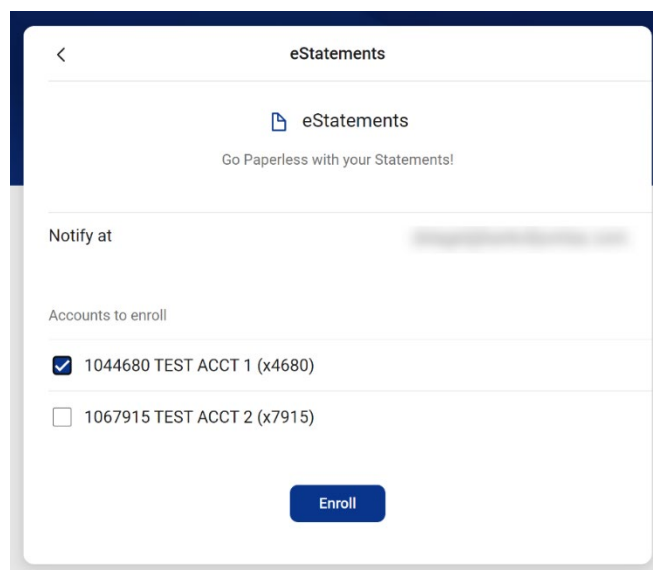 eStatements
eStatements
Go Paperless with your Statements!
Notify at
Accounts to enroll
1044680 TEST ACCT 1 (x4680)
1067915 TEST ACCT 2 (x7915)
Enroll